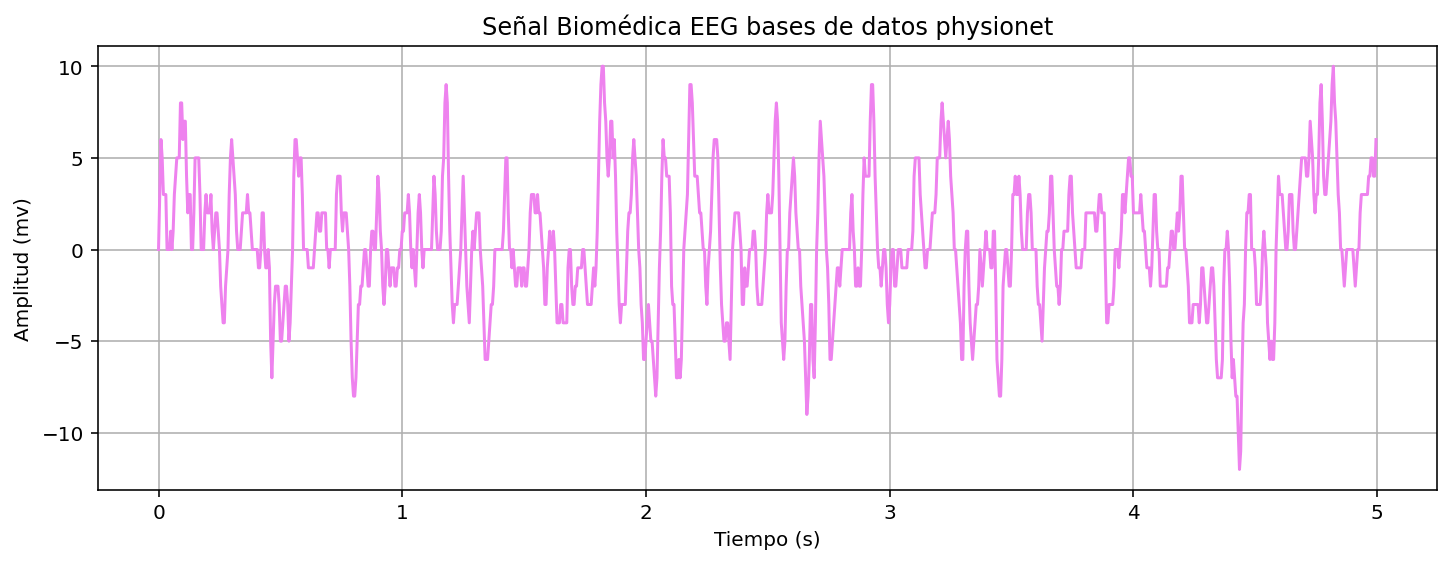 Señal Biomédica EEG bases de datos physionet
Amplitud (mv)
10
5
0
−5
−10
0 1 2 3 4 5
Tiempo (s)